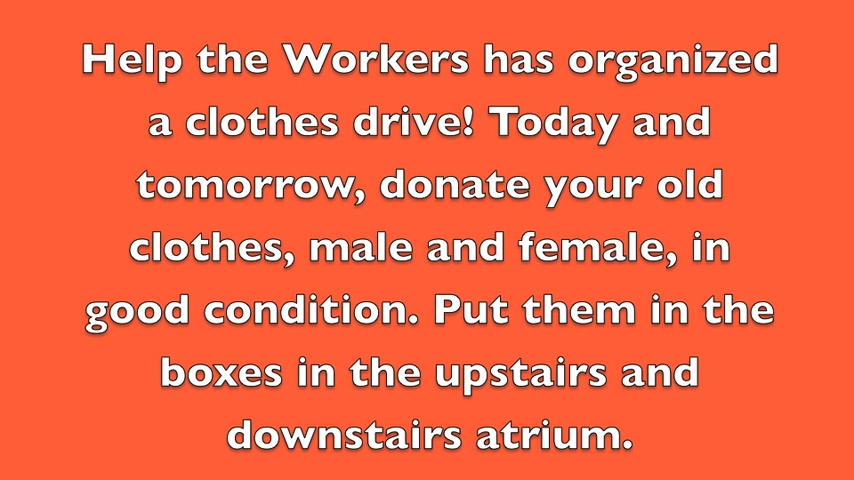 Help the Workers has organized
a clothes drive! Today and
tomorrow, donate your old
clothes, male and female, in
good condition. Put them in the
boxes in the upstairs and
downstairs atrium.